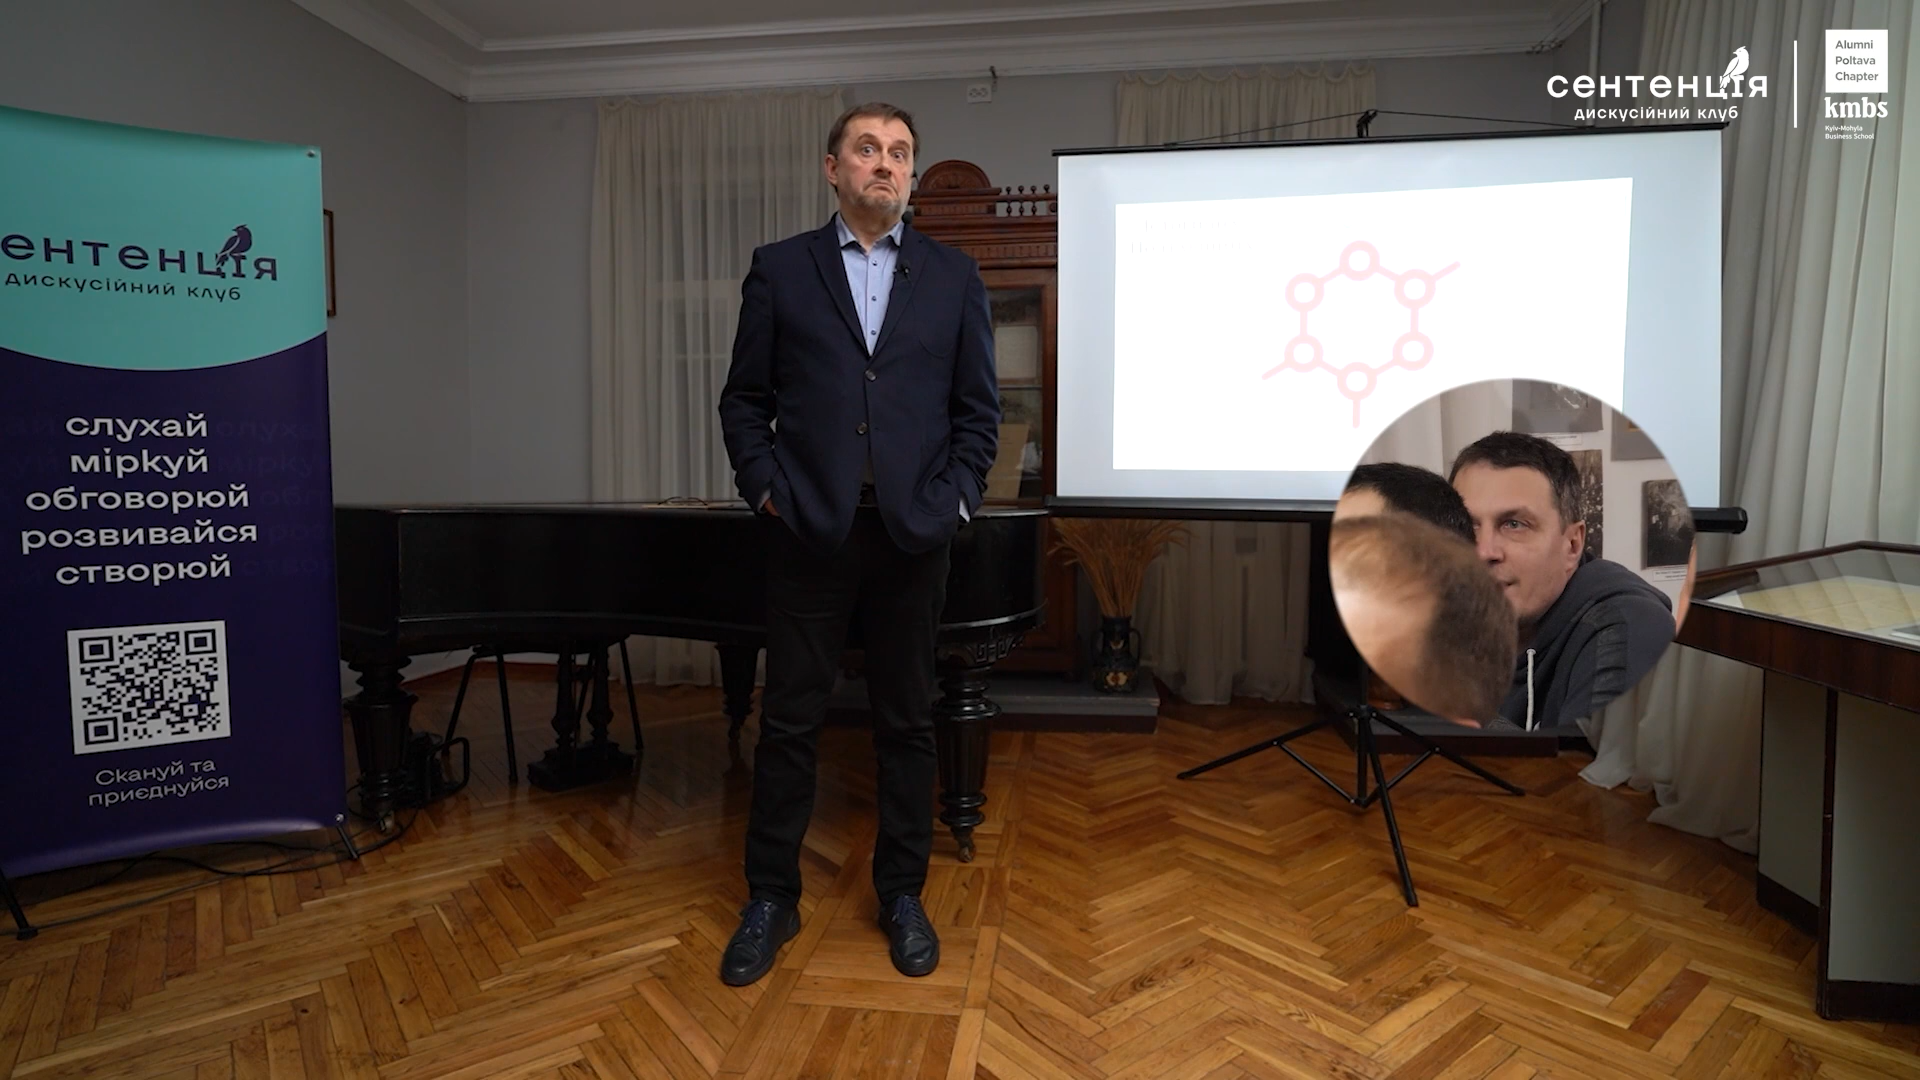 сентенція
дискусійний клуб
слухай
міркуй
обговорюй
розвивайся
створюй
Скануй та
приєднуйся
сентенція
дискусійний клуб
Alumni
Poltava
Chapter
kmbs
Kyiv-Mohyla
Business School